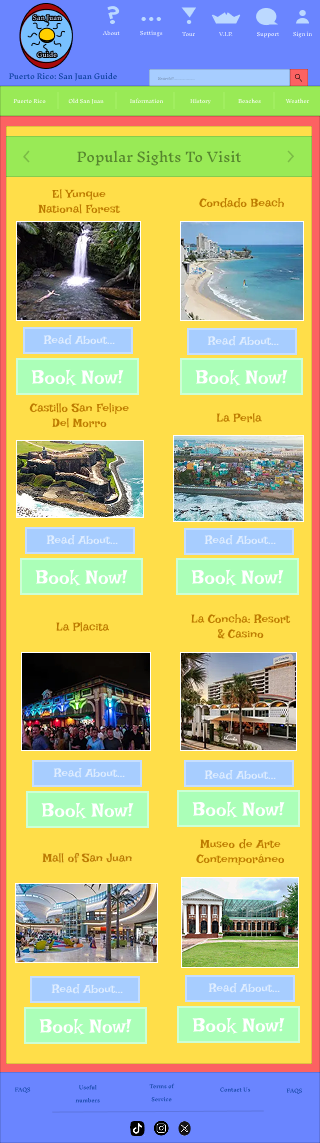 San Juan
Guide
About
Settings
Tour
V.I.P.
Support
Sign in
Puerto Rico: San Juan Guide
Puerto Rico
Old San Juan
Information
History
Beaches
Weather
Popular Sights To Visit
El Yunque
National Forest
Condado Beach
Read About...
Read About...
Book Now!
Book Now!
Castillo San Felipe
Del Morro
La Perla
Read About...
Read About...
Book Now!
Book Now!
La Placita
La Concha: Resort
& Casino
Read About...
Read About...
Book Now!
Book Now!
Mall of San Juan
Museo de Arte
Contemporáneo
Read About...
Read About...
Book Now!
Book Now!
FAQS
Useful
numbers
Terms of
Service
Contact Us
FAQS